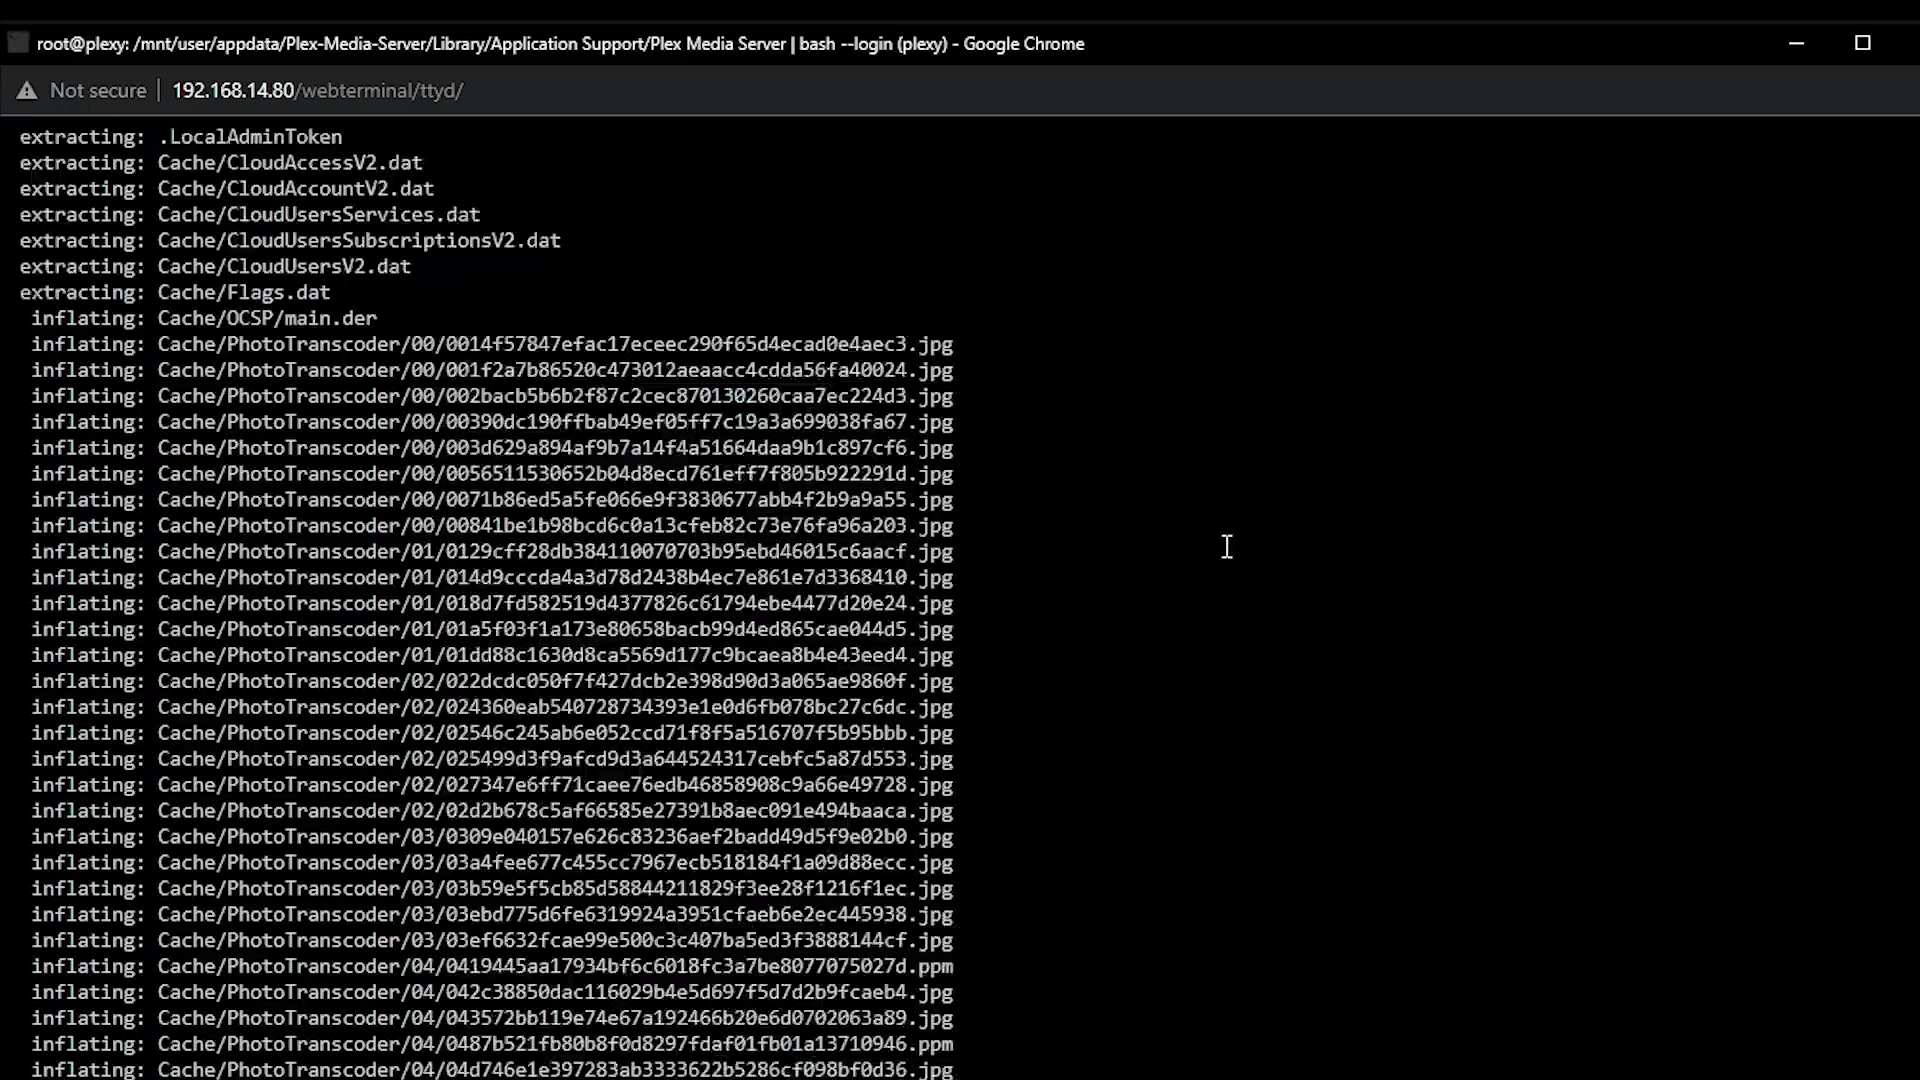 root@plexy: /mnt/user/appdata/Plex-Media-Server/Library/Application Support/Plex Media Server | bash --login (plexy) - Google Chrome
Not secure | 192.168.14.80/webterminal/ttyd/
extracting: .LocalAdminToken
extracting: Cache/CloudAccessV2.dat
extracting: Cache/CloudAccountV2.dat
extracting: Cache/CloudUsersServices.dat
extracting: Cache/CloudUsersSubscriptionsV2.dat
extracting: Cache/CloudUsersV2.dat
extracting: Cache/Flags.dat
inflating: Cache/OCSP/main.der
inflating: Cache/PhotoTranscoder/00/0014f57847efac17eceec290f65d4ecad0e4aec3.jpg
inflating: Cache/PhotoTranscoder/00/001f2a7b86520c473012aeaacc4cdda56fa40024.jpg
inflating: Cache/PhotoTranscoder/00/002bacb5b6b2f87c2cec870130260caa7ec224d3.jpg
inflating: Cache/PhotoTranscoder/00/00390dc190ffbab49ef05ff7c19a3a699038fa67.jpg
inflating: Cache/PhotoTranscoder/00/003d629a894af9b7a14f4a51664daa9b1c897cf6.jpg
inflating: Cache/PhotoTranscoder/00/0056511530652b04d8ecd761eff7f805b922291d.jpg
inflating: Cache/PhotoTranscoder/00/0071b86ed5a5fe066e9f3830677abb4f2b9a9a55.jpg
inflating: Cache/PhotoTranscoder/00/00841be1b98bcd6c0a13cfeb82c73e76fa96a203.jpg
inflating: Cache/PhotoTranscoder/01/0129cff28db384110070703b95ebd46015c6aacf.jpg
inflating: Cache/PhotoTranscoder/01/014d9cccda4a3d78d2438b4ec7e861e7d3368410.jpg
inflating: Cache/PhotoTranscoder/01/018d7fd582519d4377826c61794ebe4477d20e24.jpg
inflating: Cache/PhotoTranscoder/01/01a5f03f1a173e80658bacb99d4ed865cae044d5.jpg
inflating: Cache/PhotoTranscoder/01/01dd88c1630d8ca5569d177c9bcaea8b4e43eed4.jpg
inflating: Cache/PhotoTranscoder/02/022dcdc050f7f427dcb2e398d90d3a065ae9860f.jpg
inflating: Cache/PhotoTranscoder/02/024360eab540728734393e1e0d6fb078bc27c6dc.jpg
inflating: Cache/PhotoTranscoder/02/02546c245ab6e052ccd71f8f5a516707f5b95bbb.jpg
inflating: Cache/PhotoTranscoder/02/025499d3f9afcd9d3a644524317cebfc5a87d553.jpg
inflating: Cache/PhotoTranscoder/02/027347e6ff71caee76edb46858908c9a66e49728.jpg
inflating: Cache/PhotoTranscoder/02/02d2b678c5af66585e27391b8aec091e494baaca.jpg
inflating: Cache/PhotoTranscoder/03/0309e040157e626c83236aef2badd49d5f9e02b0.jpg
inflating: Cache/PhotoTranscoder/03/03a4fee677c455cc7967ecb518184f1a09d88ecc.jpg
inflating: Cache/PhotoTranscoder/03/03b59e5f5cb85d58844211829f3ee28f1216f1ec.jpg
inflating: Cache/PhotoTranscoder/03/03ebd775d6fe6319924a3951cfaeb6e2ec445938.jpg
inflating: Cache/PhotoTranscoder/03/03ef6632fcae99e500c3c407ba5ed3f3888144cf.jpg
inflating: Cache/PhotoTranscoder/04/0419445aa17934bf6c6018fc3a7be8077075027d.ppm
inflating: Cache/PhotoTranscoder/04/042c38850dac116029b4e5d697f5d7d2b9fcaeb4.jpg
inflating: Cache/PhotoTranscoder/04/043572bb119e74e67a192466b20e6d0702063a89.jpg
inflating: Cache/PhotoTranscoder/04/0487b521fb80b8f0d8297fdaf01fb01a13710946.ppm
inflating: Cache/PhotoTranscoder/04/04d746e1e397283ab3333622b5286cf098bf0d36.jpg